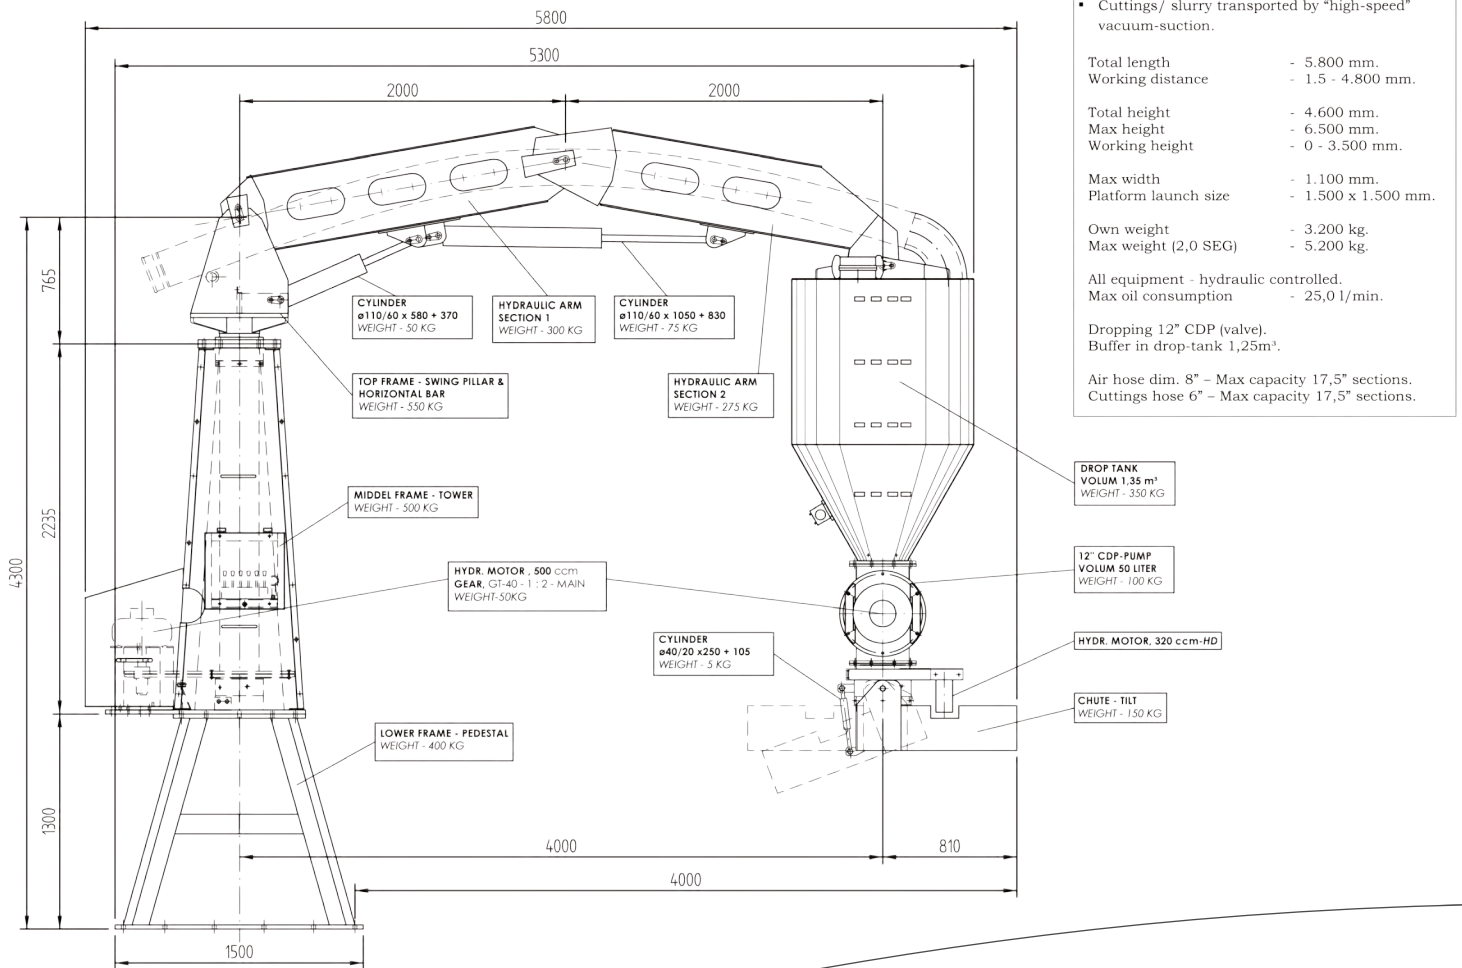 5800
5300
2000
2000
▪ Cuttings/ slurry transported by “high-speed”
vacuum-suction.
Total length - 5.800 mm.
Working distance - 1.5 - 4.800 mm.
Total height - 4.600 mm.
Max height - 6.500 mm.
Working height - 0 - 3.500 mm.
Max width - 1.100 mm.
Platform launch size - 1.500 x 1.500 mm.
Own weight - 3.200 kg.
Max weight (2,0 SEG) - 5.200 kg.
All equipment - hydraulic controlled.
Max oil consumption - 25,0 l/min.
Dropping 12” CDP (valve).
Buffer in drop-tank 1,25m³.
Air hose dim. 8” – Max capacity 17,5” sections.
Cuttings hose 6” – Max capacity 17,5” sections.
765
2235
4300
1300
CYLINDER
ø110/60 x 580 + 370
WEIGHT - 50 KG
HYDRAULIC ARM
SECTION 1
WEIGHT - 300 KG
CYLINDER
ø110/60 x 1050 + 830
WEIGHT - 75 KG
TOP FRAME - SWING PILLAR &
HORIZONTAL BAR
WEIGHT - 550 KG
HYDRAULIC ARM
SECTION 2
WEIGHT - 275 KG
DROP TANK
VOLUM 1,35 m³
WEIGHT - 350 KG
MIDDEL FRAME - TOWER
WEIGHT - 500 KG
HYDR. MOTOR , 500 ccm
GEAR, GT-40 - 1 : 2 - MAIN
WEIGHT-50KG
12" CDP-PUMP
VOLUM 50 LITER
WEIGHT - 100 KG
CYLINDER
ø40/20 x250 + 105
WEIGHT - 5 KG
HYDR. MOTOR, 320 ccm-HD
CHUTE - TILT
WEIGHT - 150 KG
LOWER FRAME - PEDESTAL
WEIGHT - 400 KG
4000
810
4000
1500